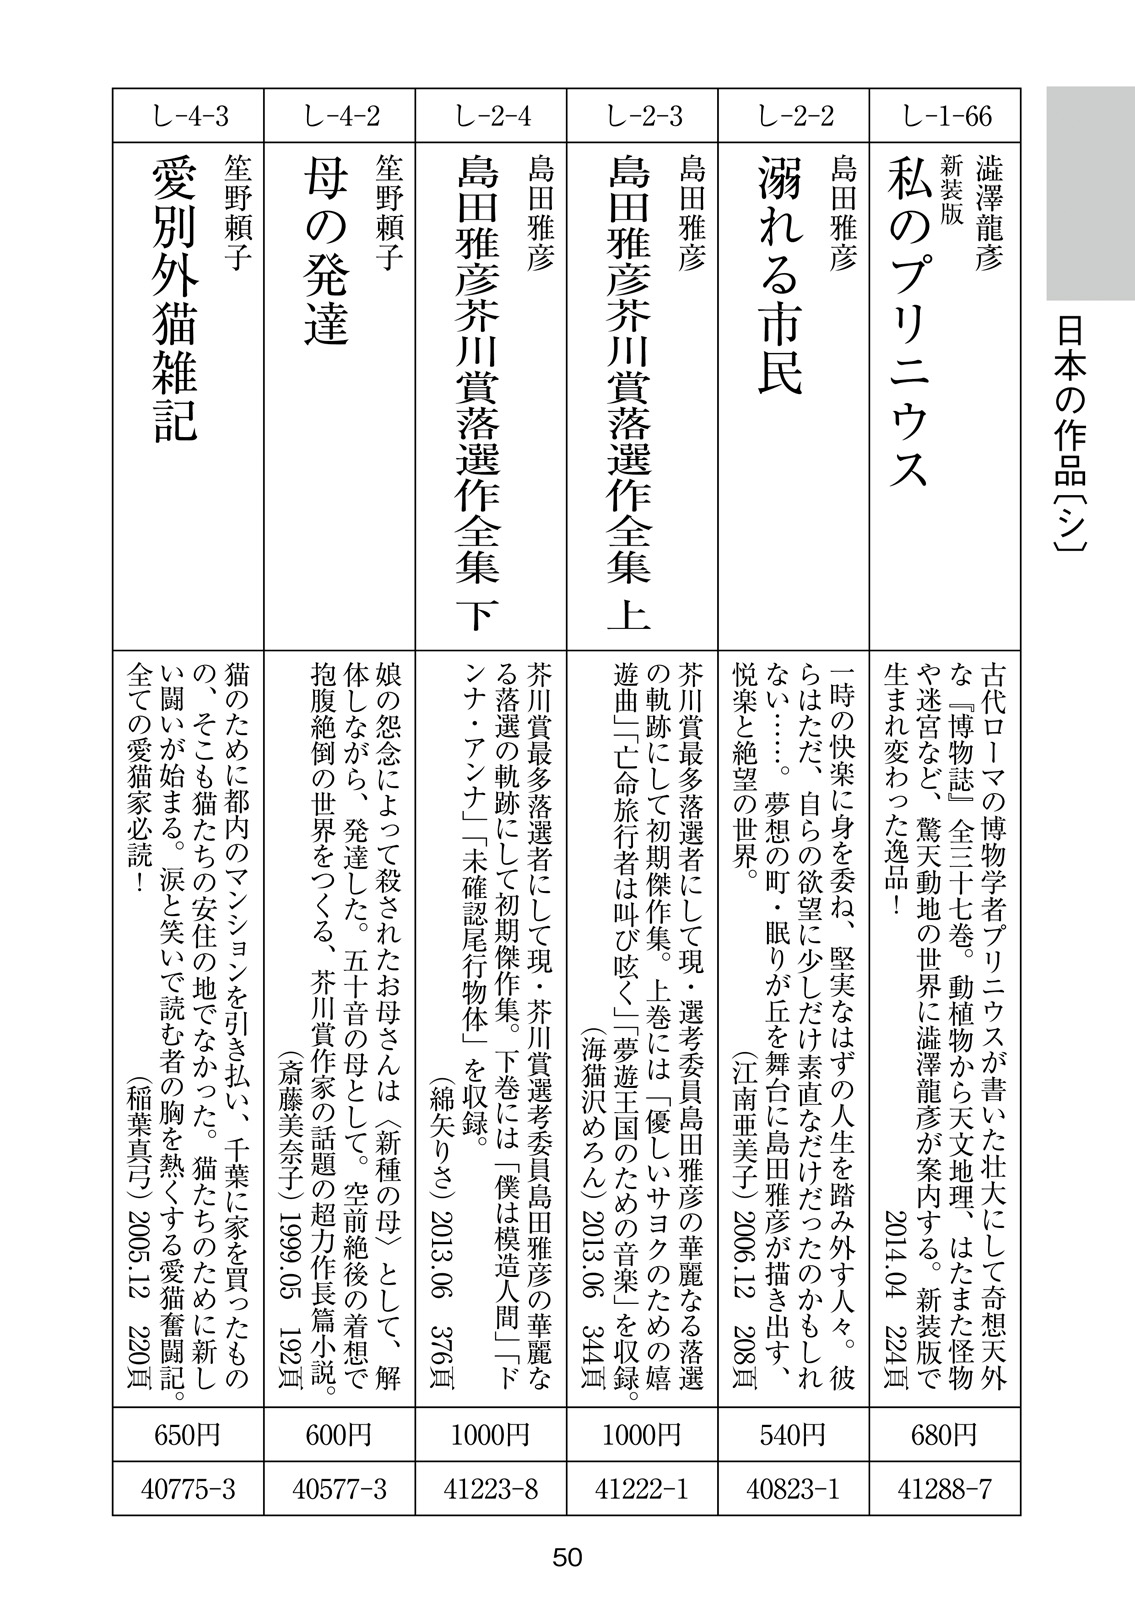 日本の作品〔シ〕
し-1-66
澁澤龍彥
新装版
私のプリニウス
古代ローマの博物学者プリニウスが書いた壮大にして奇想天外
な『博物誌』全三十七巻。動植物から天文地理、はたまた怪物
や迷宮など、驚天動地の世界に澁澤龍彥が案内する。新装版で
生まれ変わった逸品！ 2014.04 224頁
680円
41288-7
し-2-2
島田雅彦
溺れる市民
一時の快楽に身を委ね、堅実なはずの人生を踏み外す人々。彼
らはただ、自らの欲望に少しだけ素直なだけだったのかもしれ
ない……。夢想の町・眠りが丘を舞台に島田雅彦が描き出す、
悦楽と絶望の世界。 （江南亜美子）2006.12 208頁
540円
40823-1
し-2-3
島田雅彦
島田雅彦芥川賞落選作全集 上
芥川賞最多落選者にして現・選考委員島田雅彦の華麗なる落選
の軌跡にして初期傑作集。上巻には「優しいサヨクのための嬉
遊曲」「亡命旅行者は叫び呟く」「夢遊王国のための音楽」を収録。
（海猫沢めろん）2013.06 344頁
1000円
41222-1
し-2-4
島田雅彦
島田雅彦芥川賞落選作全集 下
芥川賞最多落選者にして現・芥川賞選考委員島田雅彦の華麗な
る落選の軌跡にして初期傑作集。下巻には「僕は模造人間」「ド
ンナ・アンナ」「未確認尾行物体」を収録。
（綿矢りさ）2013.06 376頁
1000円
41223-8
し-4-2
笙野頼子
母の発達
娘の怨念によって殺されたお母さんは〈新種の母〉として、解
体しながら、発達した。五十音の母として。空前絶後の着想で
抱腹絶倒の世界をつくる、芥川賞作家の話題の超力作長篇小説。
（斎藤美奈子）1999.05 192頁
600円
40577-3
し-4-3
笙野頼子
愛別外猫雑記
猫のために都内のマンションを引き払い、千葉に家を買ったもの
の、そこも猫たちの安住の地でなかった。猫たちのために新し
い闘いが始まる。涙と笑いで読む者の胸を熱くする愛猫奮闘記。
全ての愛猫家必読！ （稲葉真弓）2005.12 220頁
650円
40775-3
50